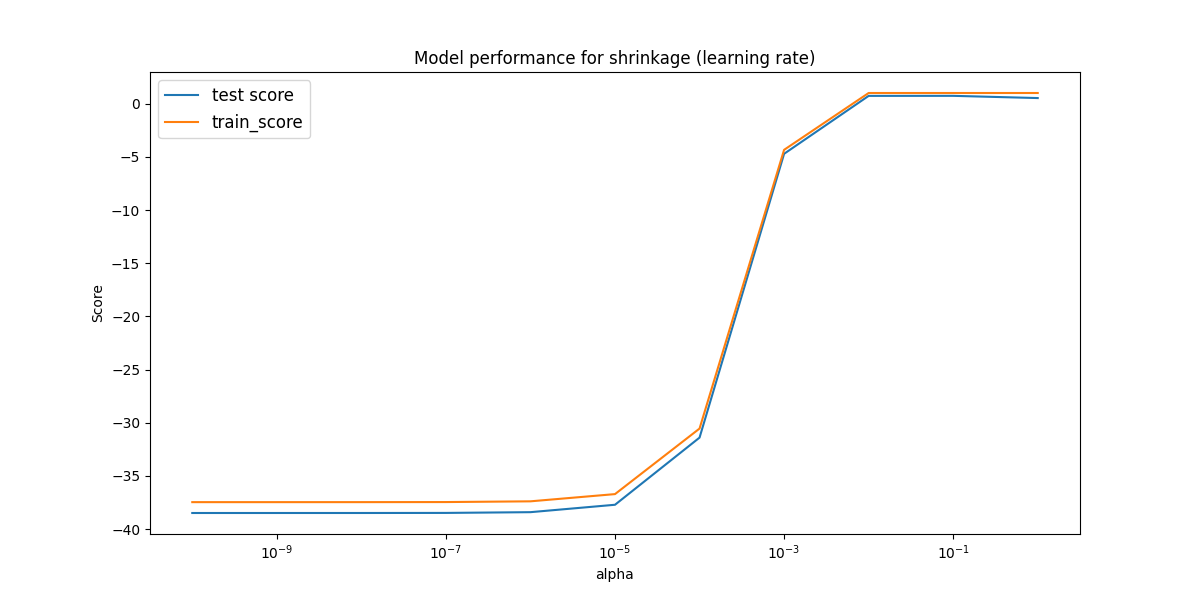 Model performance for shrinkage (learning rate)
test score
train_score
0
−5
−10
−15
−20
−25
−30
−35
−40
Score
10⁻⁹
10⁻⁷
10⁻⁵
10⁻³
10⁻¹
alpha